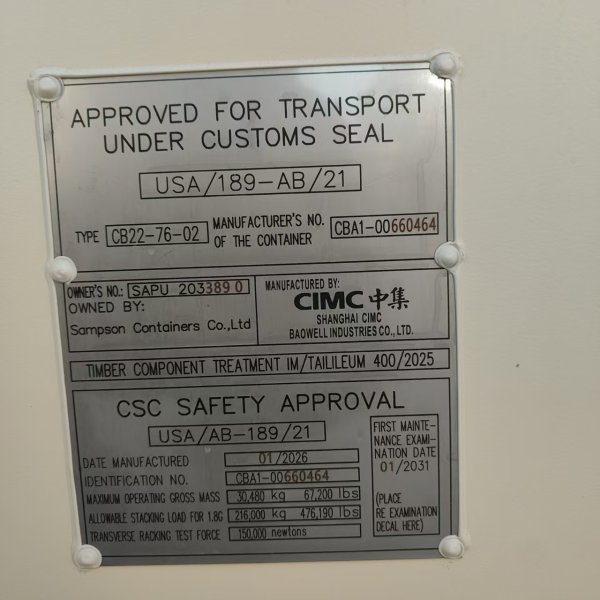 APPROVED FOR TRANSPORT
UNDER CUSTOMS SEAL
USA/189-AB/21
TYPE CB22-76-02 MANUFACTURER'S NO. OF THE CONTAINER CBA1-00660464
OWNER'S NO.: SAPU 203389 0
OWNED BY:
Sampson Containers Co.,Ltd
MANUFACTURED BY:
CIMC 中集
SHANGHAI CIMC
BAOWELL INDUSTRIES CO., LTD.
TIMBER COMPONENT TREATMENT IM/TAILILEUM 400/2025
CSC SAFETY APPROVAL
USA/AB-189/21
DATE MANUFACTURED 01/2026
IDENTIFICATION NO. CBA1-00660464
MAXIMUM OPERATING GROSS MASS 30,480 kg 67,200 lbs
ALLOWABLE STACKING LOAD FOR 1.8G 216,000 kg 476,190 lbs
TRANSVERSE RACKING TEST FORCE 150,000 newtons
FIRST MAINTE-
NANCE EXAMI-
NATION DATE
01/2031
(PLACE
RE EXAMINATION
DECAL HERE)